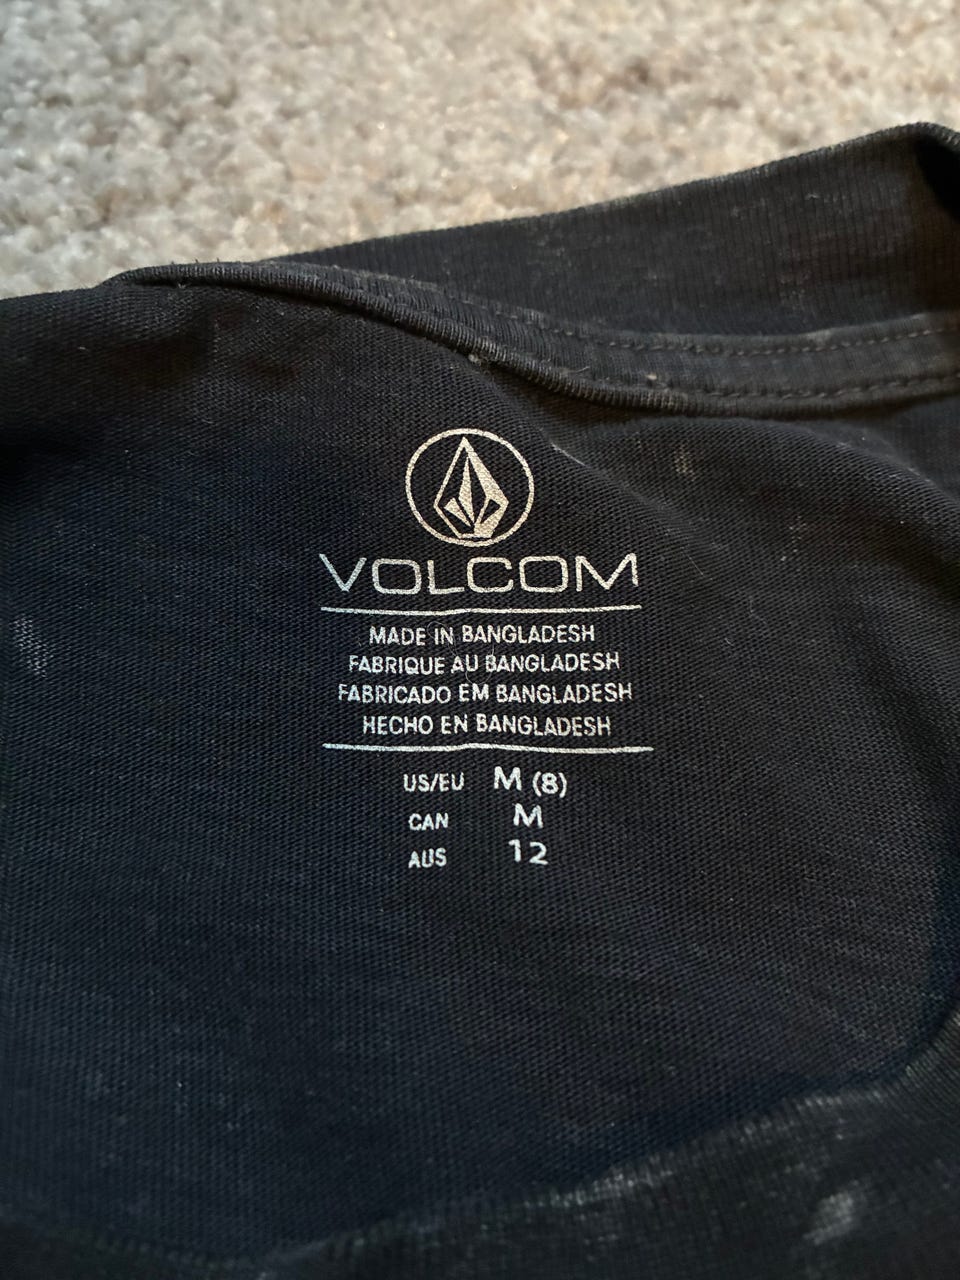 VOLCOM
MADE IN BANGLADESH
FABRIQUE AU BANGLADESH
FABRICADO EM BANGLADESH
HECHO EN BANGLADESH
US/EU M (8)
CAN M
AUS 12